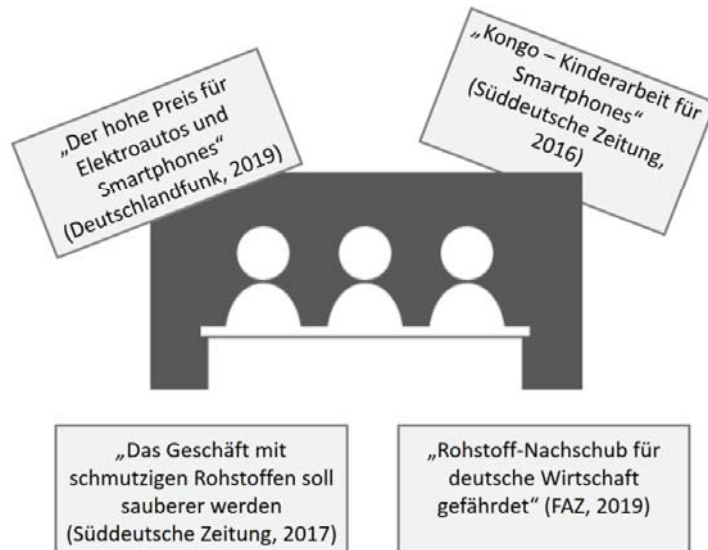 „Der hohe Preis für
Elektroautos und
Smartphones“
(Deutschlandfunk, 2019)
„Kongo – Kinderarbeit für
Smartphones“
(Süddeutsche Zeitung,
2016)
„Das Geschäft mit
schmutzigen Rohstoffen soll
sauberer werden
(Süddeutsche Zeitung, 2017)
„Rohstoff-Nachschub für
deutsche Wirtschaft
gefährdet“ (FAZ, 2019)